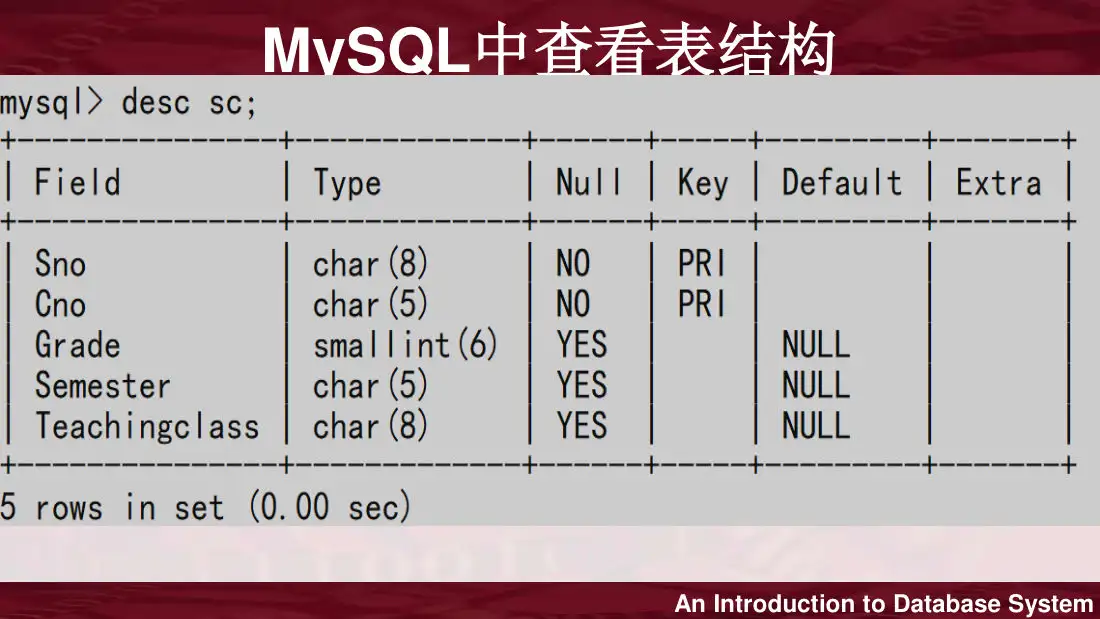 MySQL中查看表结构
mysql> desc sc;
+----------------+--------------+------+-----+----------+-------+
| Field | Type | Null | Key | Default | Extra |
+----------------+--------------+------+-----+----------+-------+
| Sno | char(8) | NO | PRI | | |
| Cno | char(5) | NO | PRI | | |
| Grade | smallint(6) | YES | | NULL | |
| Semester | char(5) | YES | | NULL | |
| Teachingclass | char(8) | YES | | NULL | |
+----------------+--------------+------+-----+----------+-------+
5 rows in set (0.00 sec)
An Introduction to Database System